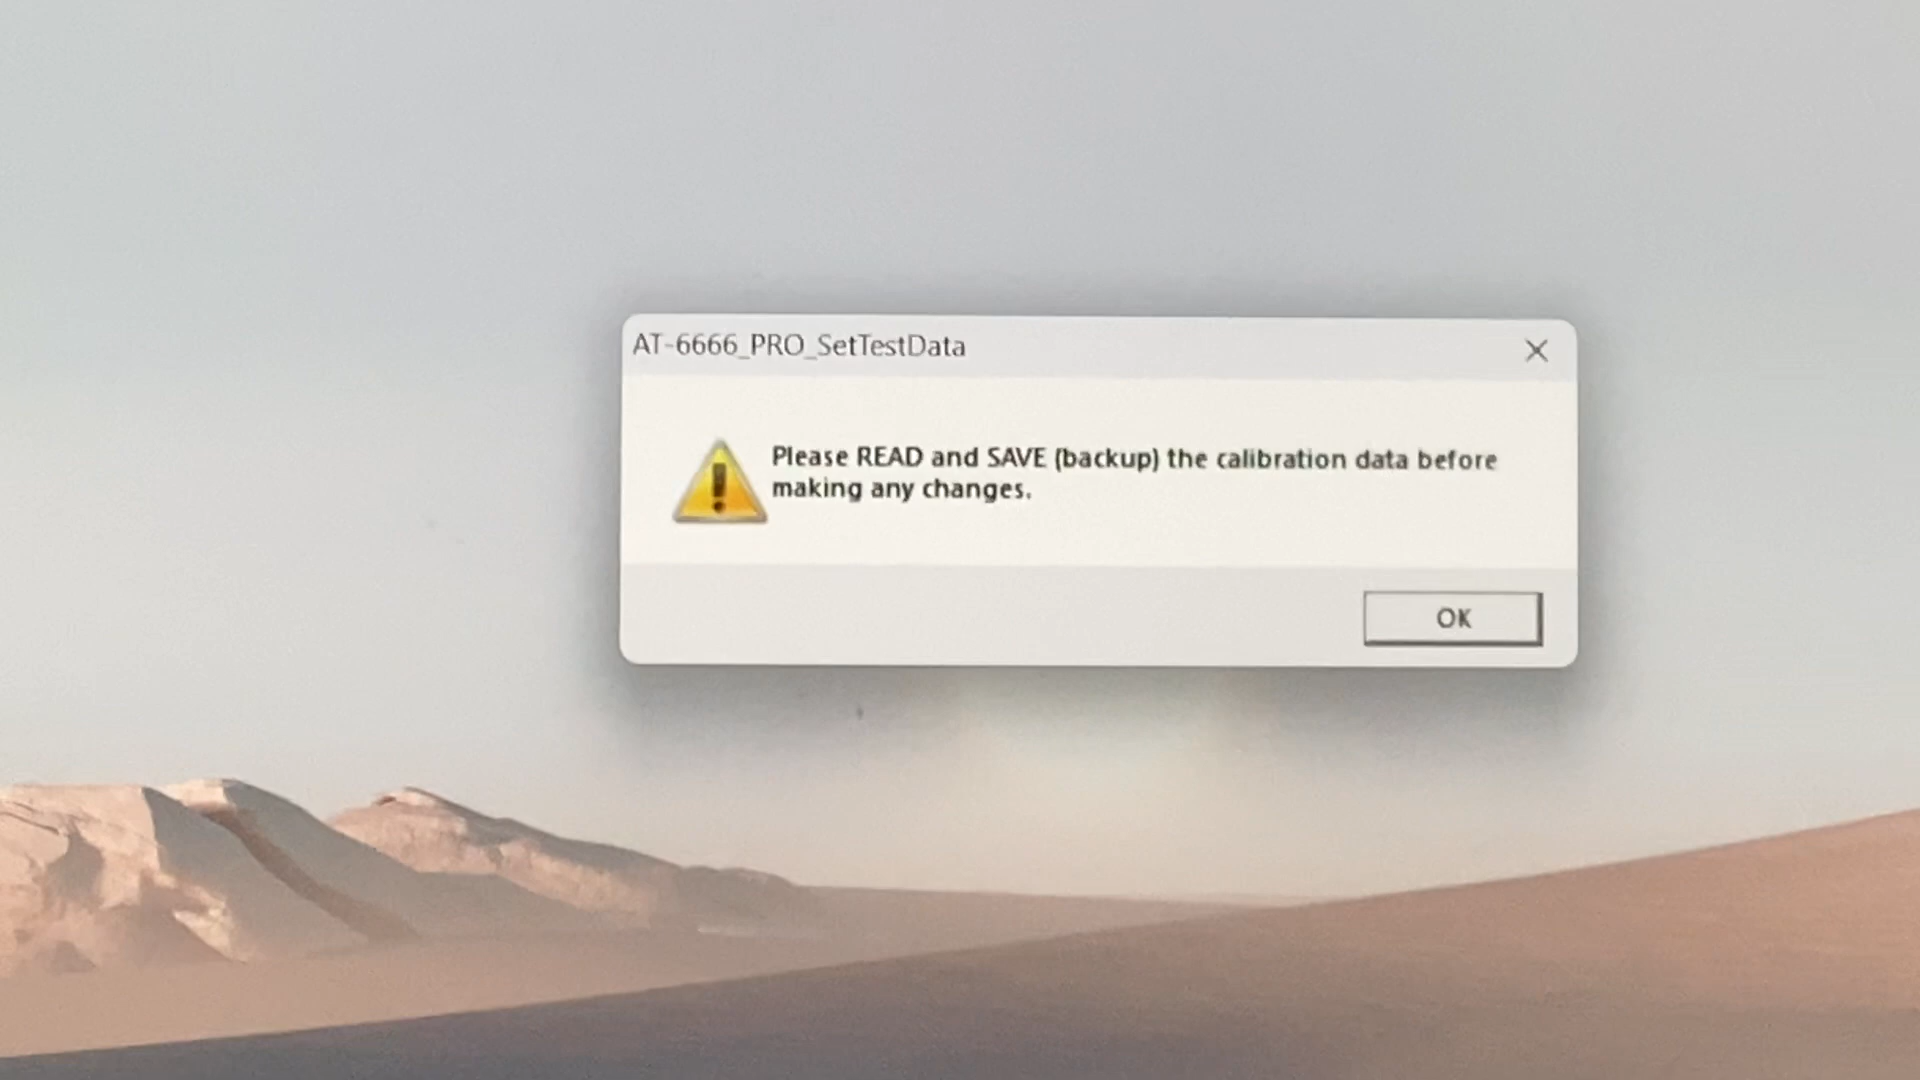 AT-6666_PRO_SetTestData
Please READ and SAVE (backup) the calibration data before
making any changes.
OK